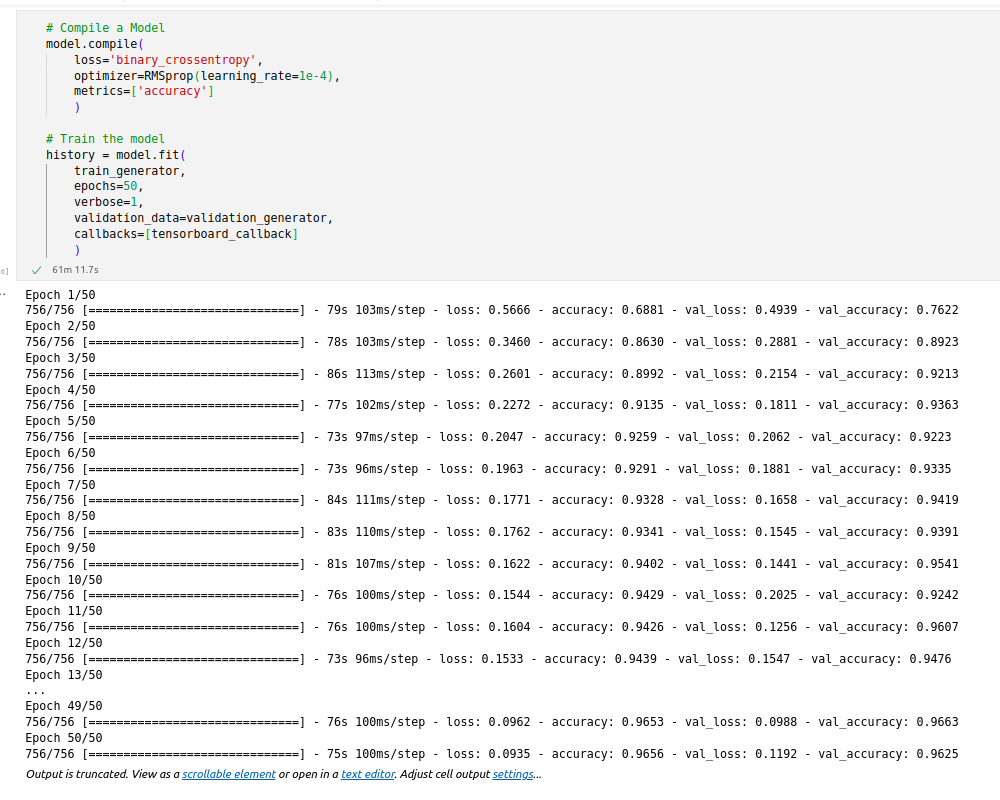 # Compile a Model
model.compile(
    loss='binary_crossentropy',
    optimizer=RMSprop(learning_rate=1e-4),
    metrics=['accuracy']
    )

# Train the model
history = model.fit(
    train_generator,
    epochs=50,
    verbose=1,
    validation_data=validation_generator,
    callbacks=[tensorboard_callback]
    )
✓ 61m 11.7s
Epoch 1/50
756/756 [==============================] - 79s 103ms/step - loss: 0.5666 - accuracy: 0.6881 - val_loss: 0.4939 - val_accuracy: 0.7622
Epoch 2/50
756/756 [==============================] - 78s 103ms/step - loss: 0.3460 - accuracy: 0.8630 - val_loss: 0.2881 - val_accuracy: 0.8923
Epoch 3/50
756/756 [==============================] - 86s 113ms/step - loss: 0.2601 - accuracy: 0.8992 - val_loss: 0.2154 - val_accuracy: 0.9213
Epoch 4/50
756/756 [==============================] - 77s 102ms/step - loss: 0.2272 - accuracy: 0.9135 - val_loss: 0.1811 - val_accuracy: 0.9363
Epoch 5/50
756/756 [==============================] - 73s 97ms/step - loss: 0.2047 - accuracy: 0.9259 - val_loss: 0.2062 - val_accuracy: 0.9223
Epoch 6/50
756/756 [==============================] - 73s 96ms/step - loss: 0.1963 - accuracy: 0.9291 - val_loss: 0.1881 - val_accuracy: 0.9335
Epoch 7/50
756/756 [==============================] - 84s 111ms/step - loss: 0.1771 - accuracy: 0.9328 - val_loss: 0.1658 - val_accuracy: 0.9419
Epoch 8/50
756/756 [==============================] - 83s 110ms/step - loss: 0.1762 - accuracy: 0.9341 - val_loss: 0.1545 - val_accuracy: 0.9391
Epoch 9/50
756/756 [==============================] - 81s 107ms/step - loss: 0.1622 - accuracy: 0.9402 - val_loss: 0.1441 - val_accuracy: 0.9541
Epoch 10/50
756/756 [==============================] - 76s 100ms/step - loss: 0.1544 - accuracy: 0.9429 - val_loss: 0.2025 - val_accuracy: 0.9242
Epoch 11/50
756/756 [==============================] - 76s 100ms/step - loss: 0.1604 - accuracy: 0.9426 - val_loss: 0.1256 - val_accuracy: 0.9607
Epoch 12/50
756/756 [==============================] - 73s 96ms/step - loss: 0.1533 - accuracy: 0.9439 - val_loss: 0.1547 - val_accuracy: 0.9476
Epoch 13/50
...
Epoch 49/50
756/756 [==============================] - 76s 100ms/step - loss: 0.0962 - accuracy: 0.9653 - val_loss: 0.0988 - val_accuracy: 0.9663
Epoch 50/50
756/756 [==============================] - 75s 100ms/step - loss: 0.0935 - accuracy: 0.9656 - val_loss: 0.1192 - val_accuracy: 0.9625
Output is truncated. View as a scrollable element or open in a text editor. Adjust cell output settings...